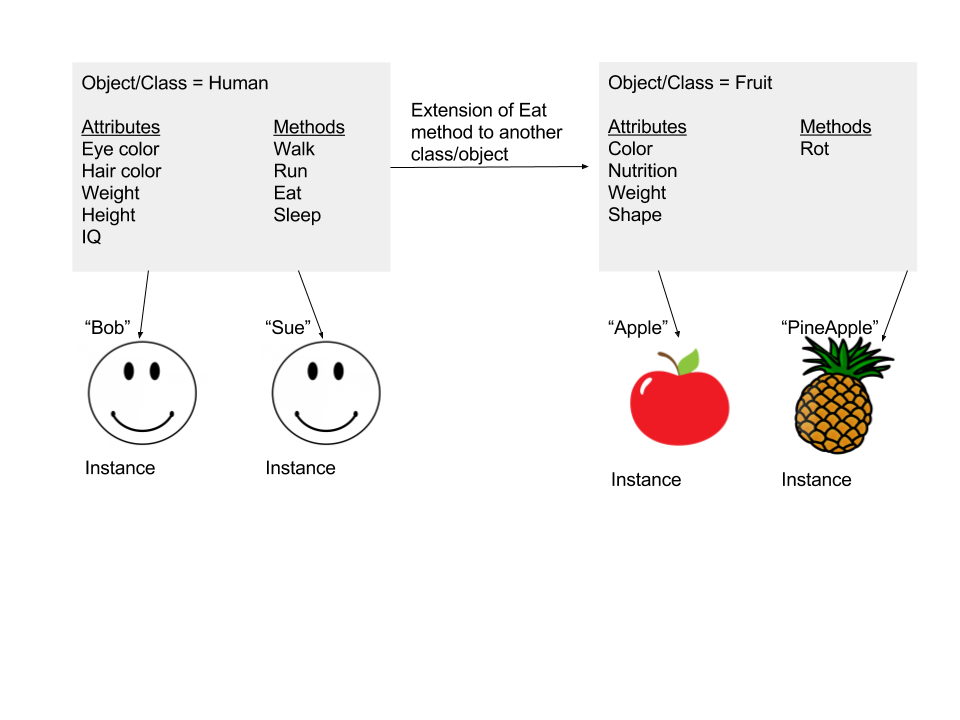 Object/Class = Human
Attributes Methods
Eye color Walk
Hair color Run
Weight Eat
Height Sleep
IQ
Extension of Eat
method to another
class/object
Object/Class = Fruit
Attributes Methods
Color Rot
Nutrition
Weight
Shape
“Bob” “Sue” “Apple” “PineApple”
Instance Instance Instance Instance